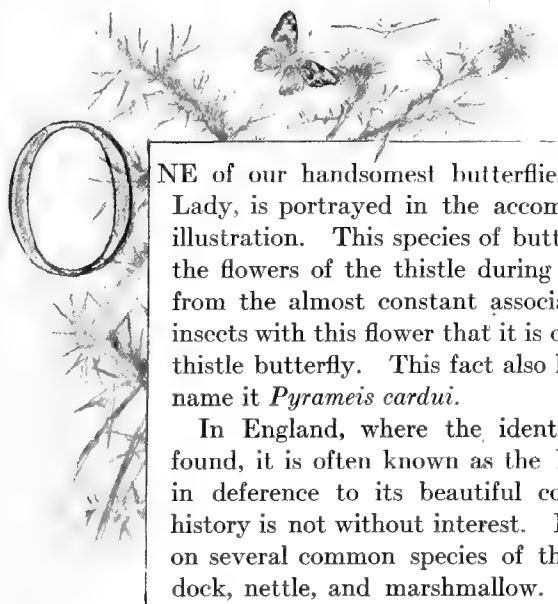 ONE of our handsomest butterflie
Lady, is portrayed in the accom
illustration. This species of butt
the flowers of the thistle during
from the almost constant associa
insects with this flower that it is c
thistle butterfly. This fact also
name it Pyrameis cardui.
In England, where the ident
found, it is often known as the
in deference to its beautiful co
history is not without interest.
on several common species of th
dock, nettle, and marshmallow.